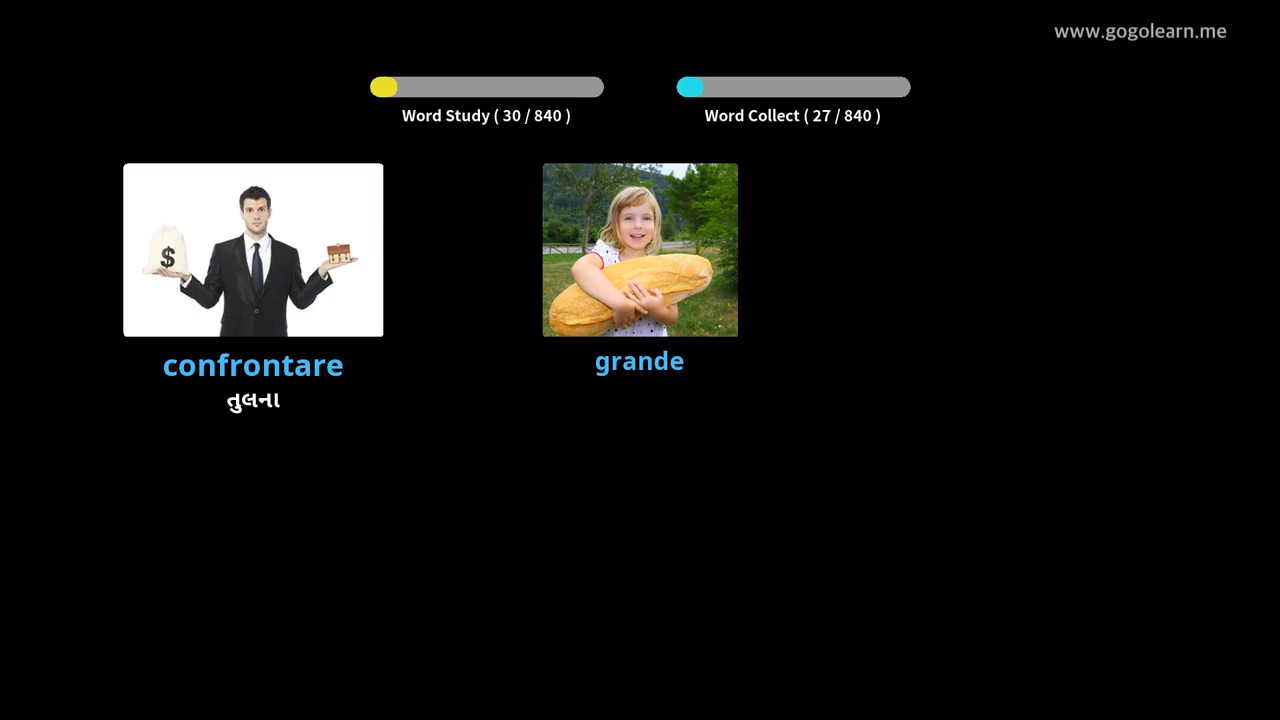 www.gogolearn.me
Word Study ( 30 / 840 )
Word Collect ( 27 / 840 )
$
confrontare
તુલના
grande